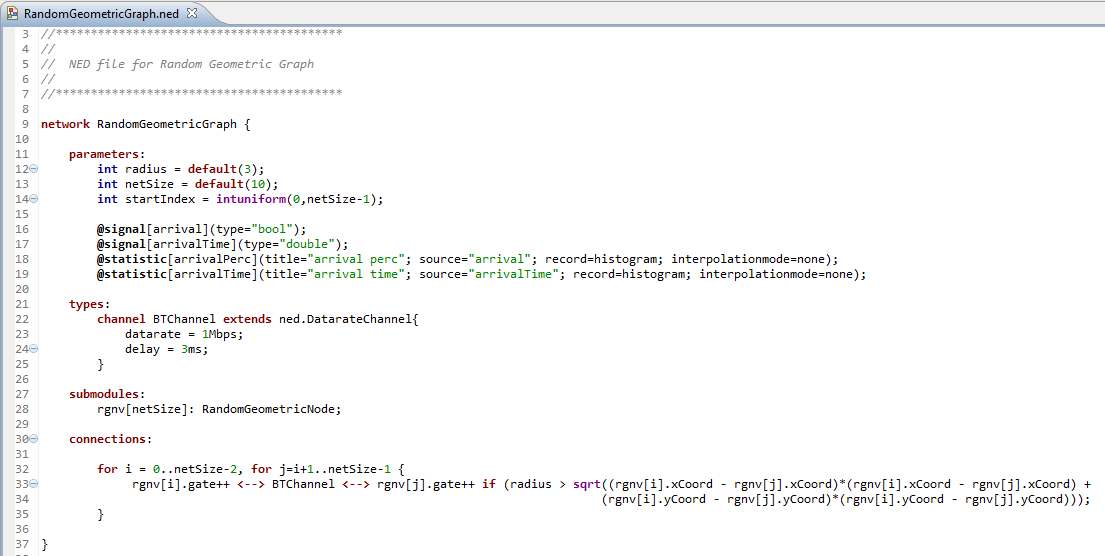 RandomGeometricGraph.ned
3 //*****************************************
4 //
5 //  NED file for Random Geometric Graph
6 //
7 //*****************************************
8
9 network RandomGeometricGraph {
10
11     parameters:
12         int radius = default(3);
13         int netSize = default(10);
14         int startIndex = intuniform(0,netSize-1);
15
16         @signal[arrival](type="bool");
17         @signal[arrivalTime](type="double");
18         @statistic[arrivalPerc](title="arrival perc"; source="arrival"; record=histogram; interpolationmode=none);
19         @statistic[arrivalTime](title="arrival time"; source="arrivalTime"; record=histogram; interpolationmode=none);
20
21     types:
22         channel BTChannel extends ned.DatarateChannel{
23             datarate = 1Mbps;
24             delay = 3ms;
25         }
26
27     submodules:
28         rgnv[netSize]: RandomGeometricNode;
29
30     connections:
31
32         for i = 0..netSize-2, for j=i+1..netSize-1 {
33              rgnv[i].gate++ <--> BTChannel <--> rgnv[j].gate++ if (radius > sqrt((rgnv[i].xCoord - rgnv[j].xCoord)*(rgnv[i].xCoord - rgnv[j].xCoord) +
34                                                                                 (rgnv[i].yCoord - rgnv[j].yCoord)*(rgnv[i].yCoord - rgnv[j].yCoord)));
35         }
36
37 }